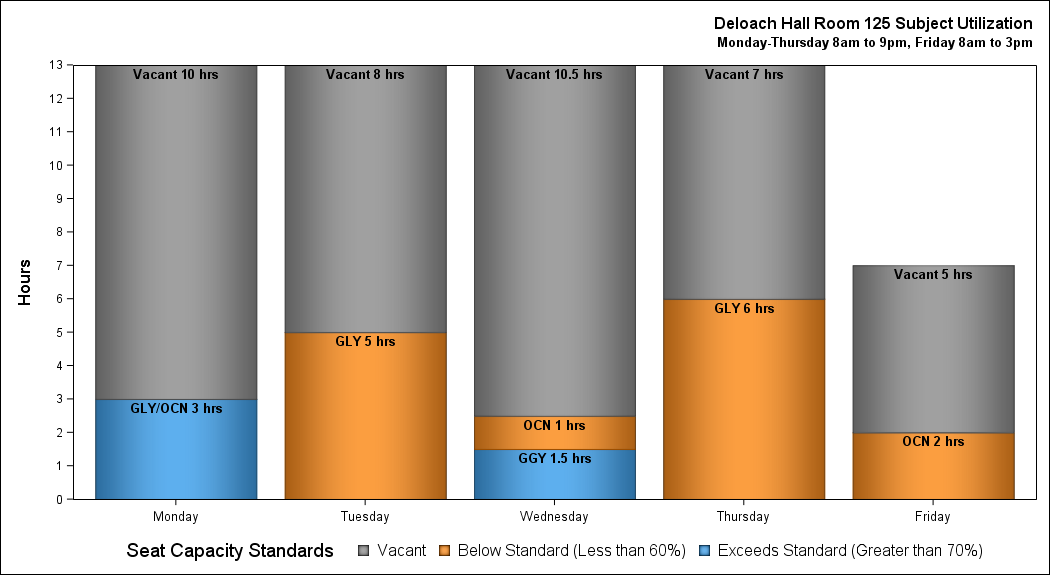 Deloach Hall Room 125 Subject Utilization
Monday-Thursday 8am to 9pm, Friday 8am to 3pm
Hours
13
12
11
10
9
8
7
6
5
4
3
2
1
0
Vacant 10 hrs
GLY/OCN 3 hrs
Vacant 8 hrs
GLY 5 hrs
Vacant 10.5 hrs
OCN 1 hrs
GGY 1.5 hrs
Vacant 7 hrs
GLY 6 hrs
Vacant 5 hrs
OCN 2 hrs
Monday Tuesday Wednesday Thursday Friday
Seat Capacity Standards Vacant Below Standard (Less than 60%) Exceeds Standard (Greater than 70%)